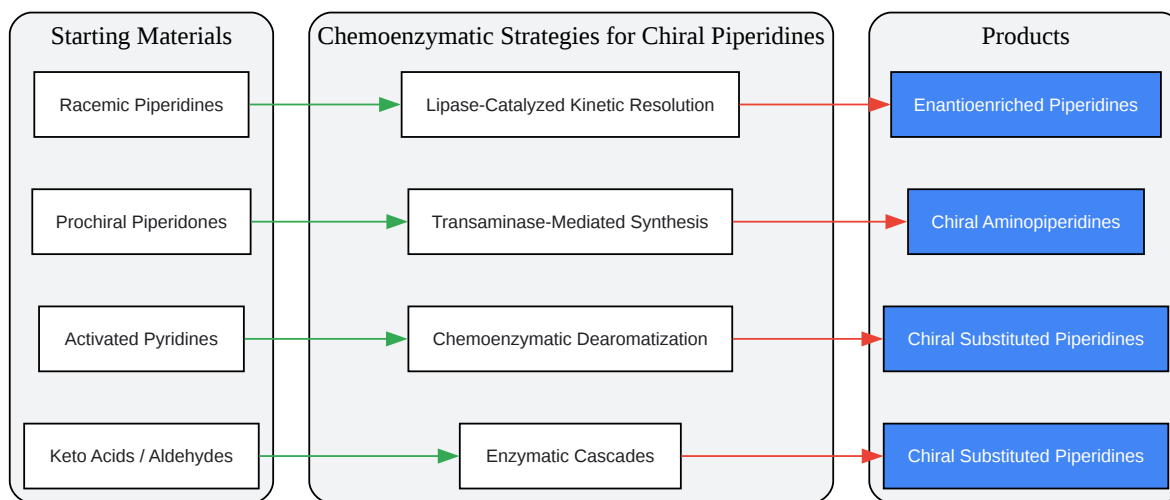 Starting Materials
Chemoenzymatic Strategies for Chiral Piperidines
Products
Racemic Piperidines
Lipase-Catalyzed Kinetic Resolution
Enantioenriched Piperidines
Prochiral Piperidones
Transaminase-Mediated Synthesis
Chiral Aminopiperidines
Activated Pyridines
Chemoenzymatic Dearomatization
Chiral Substituted Piperidines
Keto Acids / Aldehydes
Enzymatic Cascades
Chiral Substituted Piperidines